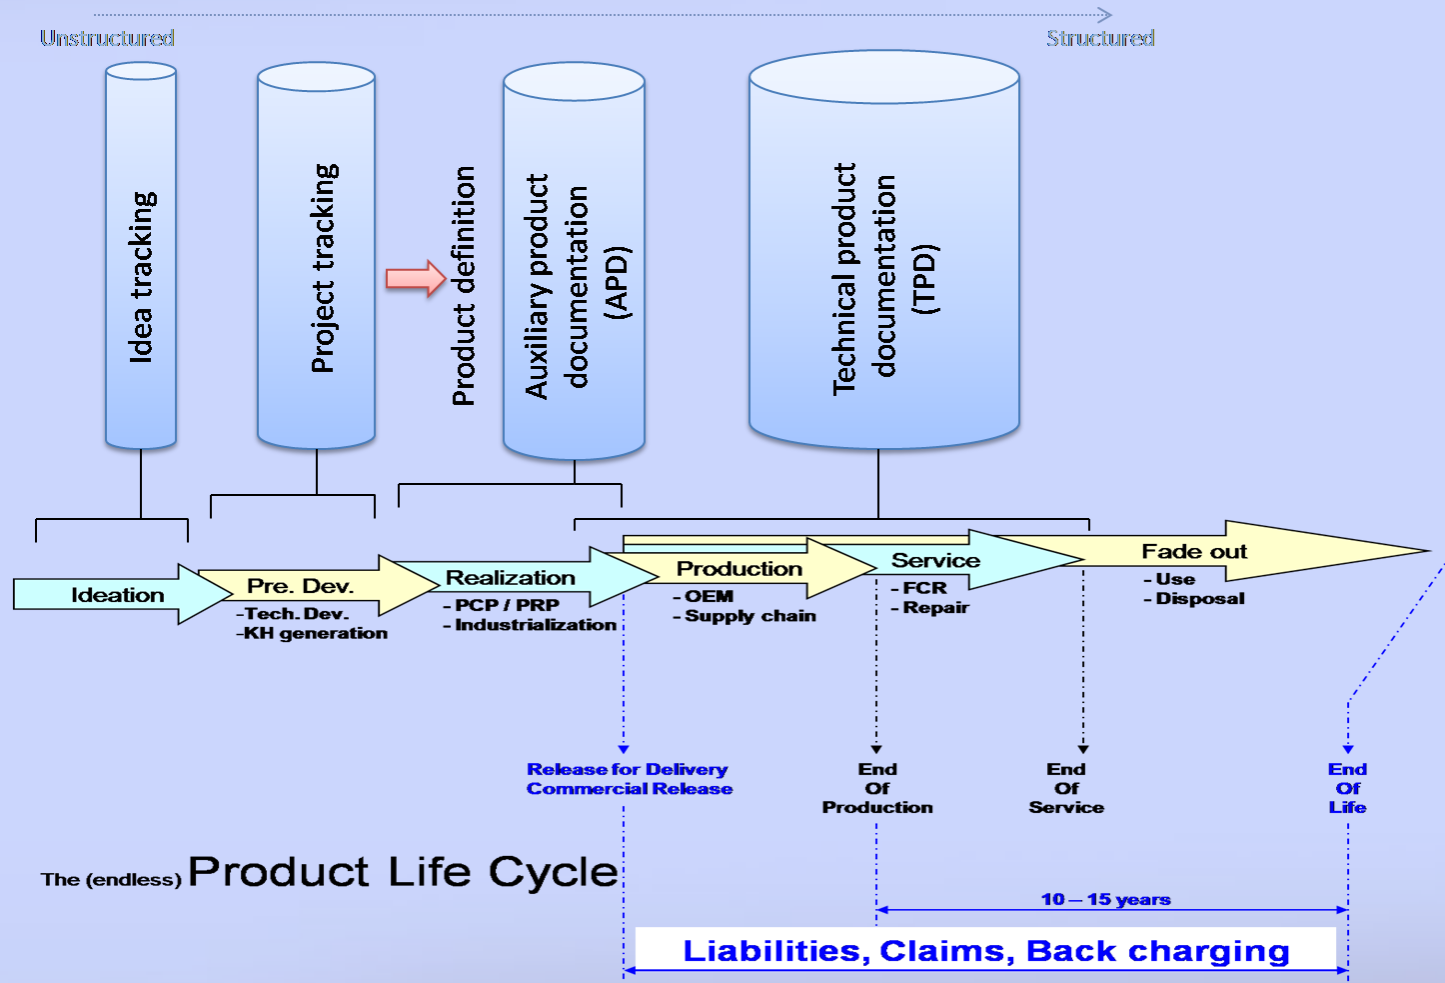 Unstructured
Structured
Idea tracking
Project tracking
Product definition
Auxiliary product
documentation
(APD)
Technical product
documentation
(TPD)
Ideation
Pre. Dev.
-Tech. Dev.
-KH generation
Realization
- PCP / PRP
- Industrialization
Production
- OEM
- Supply chain
Service
- FCR
- Repair
Fade out
- Use
- Disposal
Release for Delivery
Commercial Release
End
Of
Production
End
Of
Service
End
Of
Life
The (endless) Product Life Cycle
10 – 15 years
Liabilities, Claims, Back charging